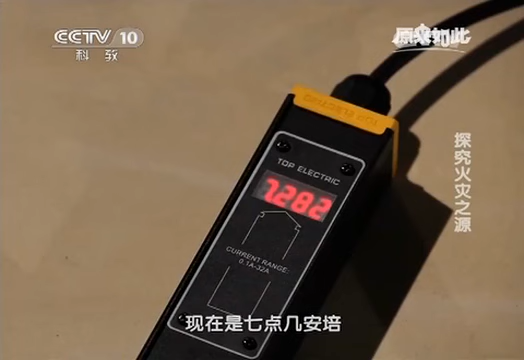 CCTV 10
科教
原来如此
探究火灾之源
TOP ELECTRIC
7.282
CURRENT RANGE:
0.1A-32A
现在是七点几安培